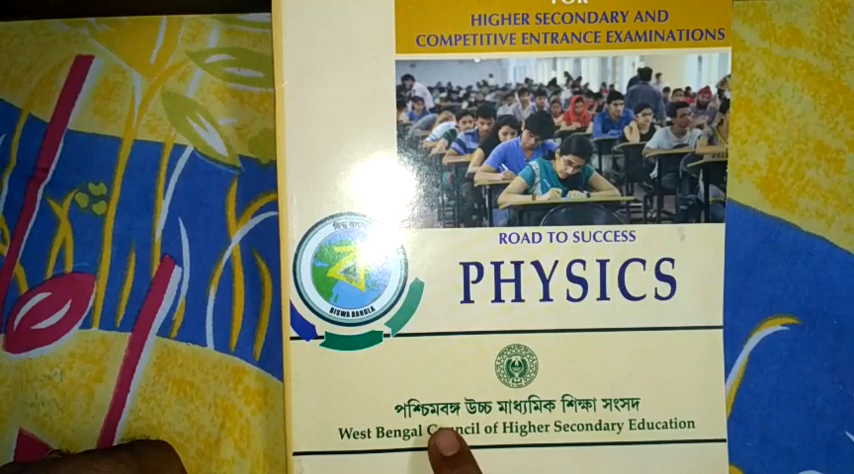 FOR
HIGHER SECONDARY AND
COMPETITIVE ENTRANCE EXAMINATIONS
ROAD TO SUCCESS
PHYSICS
BISWA BANGLA
পশ্চিমবঙ্গ উচ্চ মাধ্যমিক শিক্ষা সংসদ
West Bengal Council of Higher Secondary Education